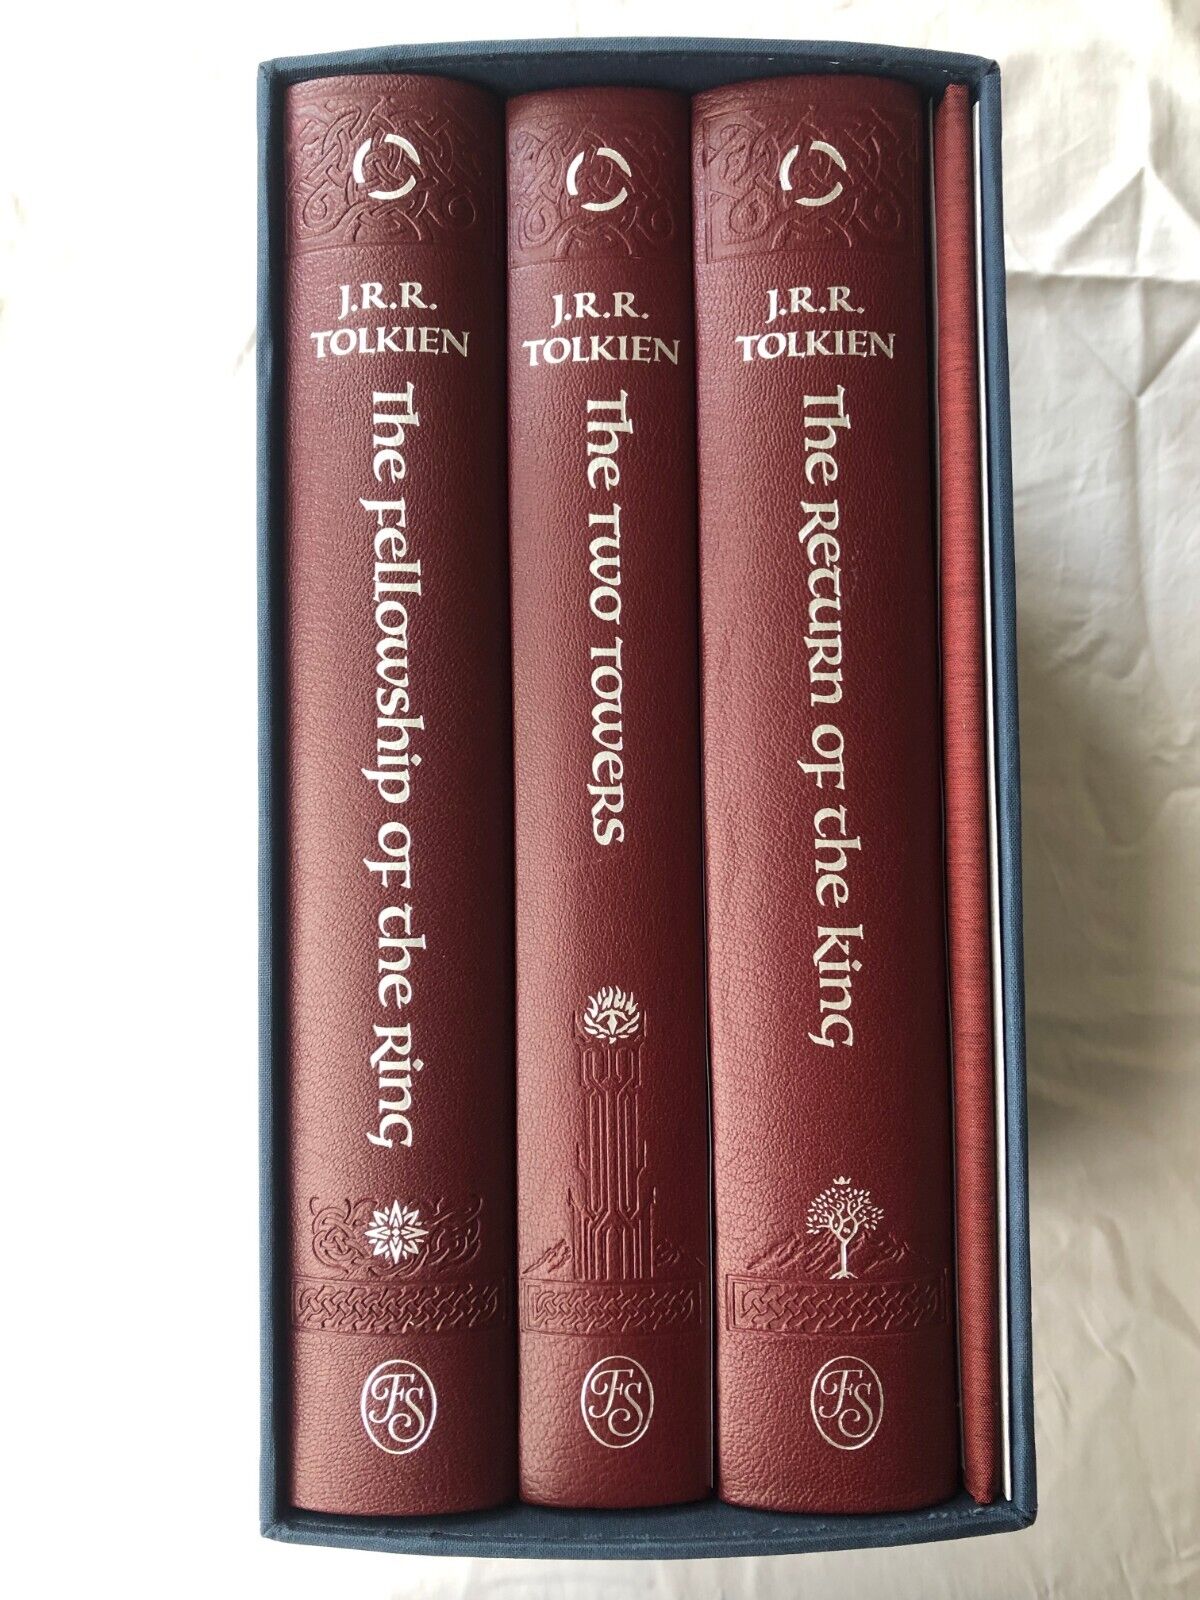 J.R.R.
TOLKIEN
The Fellowship of the Ring
FS
J.R.R.
TOLKIEN
The Two Towers
FS
J.R.R.
TOLKIEN
The Return of the King
FS